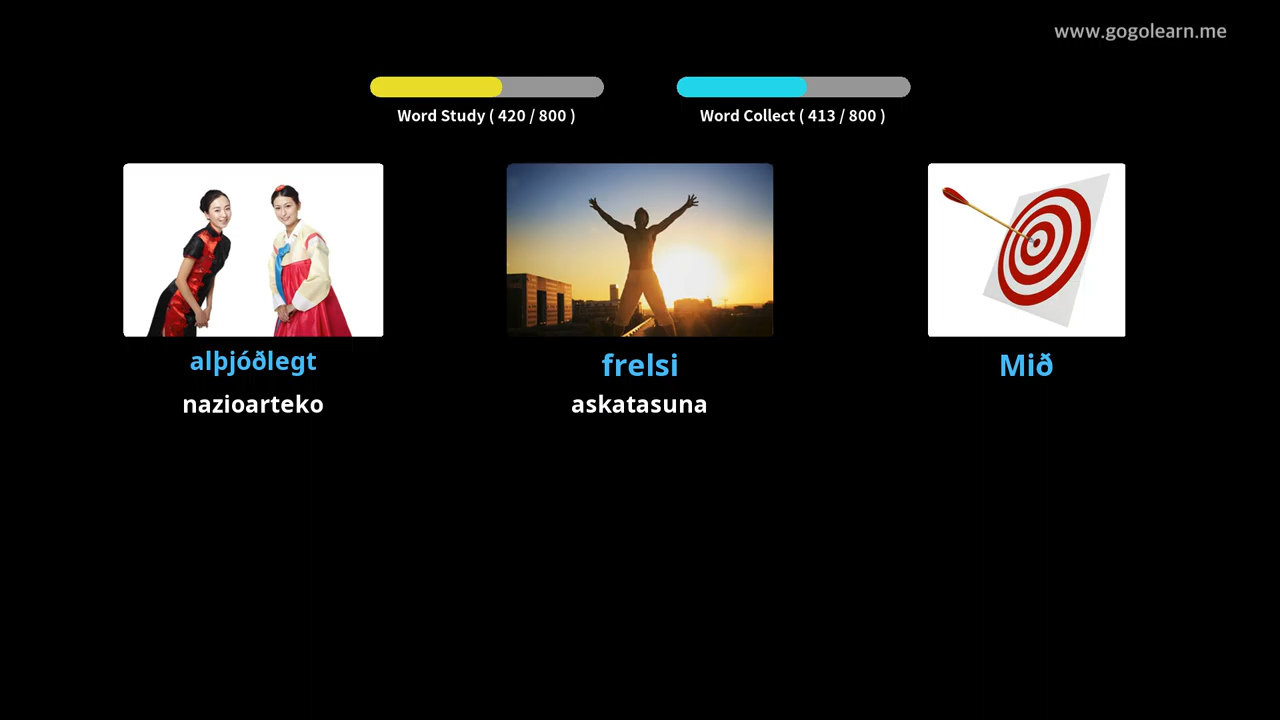 www.gogolearn.me
Word Study ( 420 / 800 )
Word Collect ( 413 / 800 )
alþjóðlegt
frelsi
Mið
nazioarteko
askatasuna